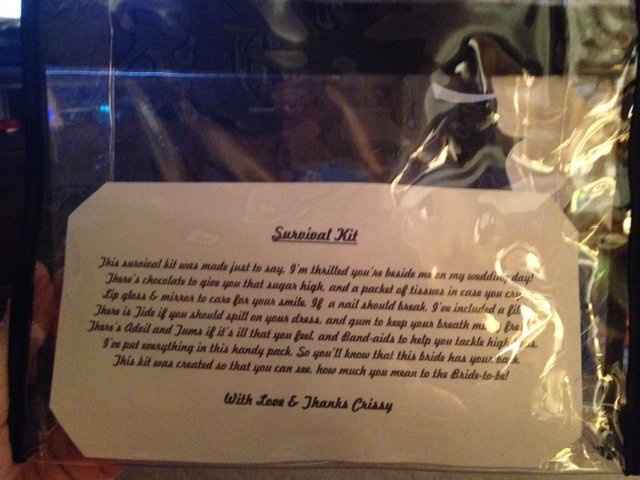 Survival Kit
This survival kit was made just to say, I'm thrilled you're beside me on my wedding day!
There's chocolate to give you that sugar high, and a packet of tissues in case you cry
Lip gloss & mirror to care for your smile. If a nail should break, I've included a file
There is Tide if you should spill on your dress, and gum to keep your breath
There's Advil and Tums if it's ill that you feel, and Band-aids to help you tackle high
I've put everything in this handy pack. So you'll know that this bride has your back
This kit was created so that you can see, how much you mean to the Bride-to-be!
With Love & Thanks Crissy